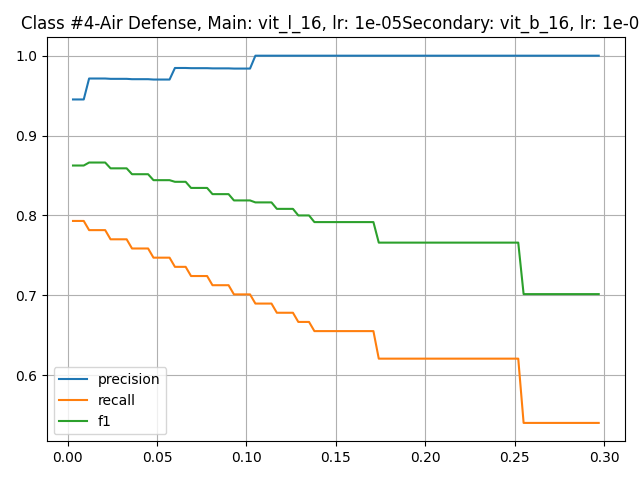 Class #4-Air Defense, Main: vit_l_16, lr: 1e-05Secondary: vit_b_16, lr: 1e-0
1.0
0.9
0.8
0.7
0.6
precision
recall
f1
0.00 0.05 0.10 0.15 0.20 0.25 0.30